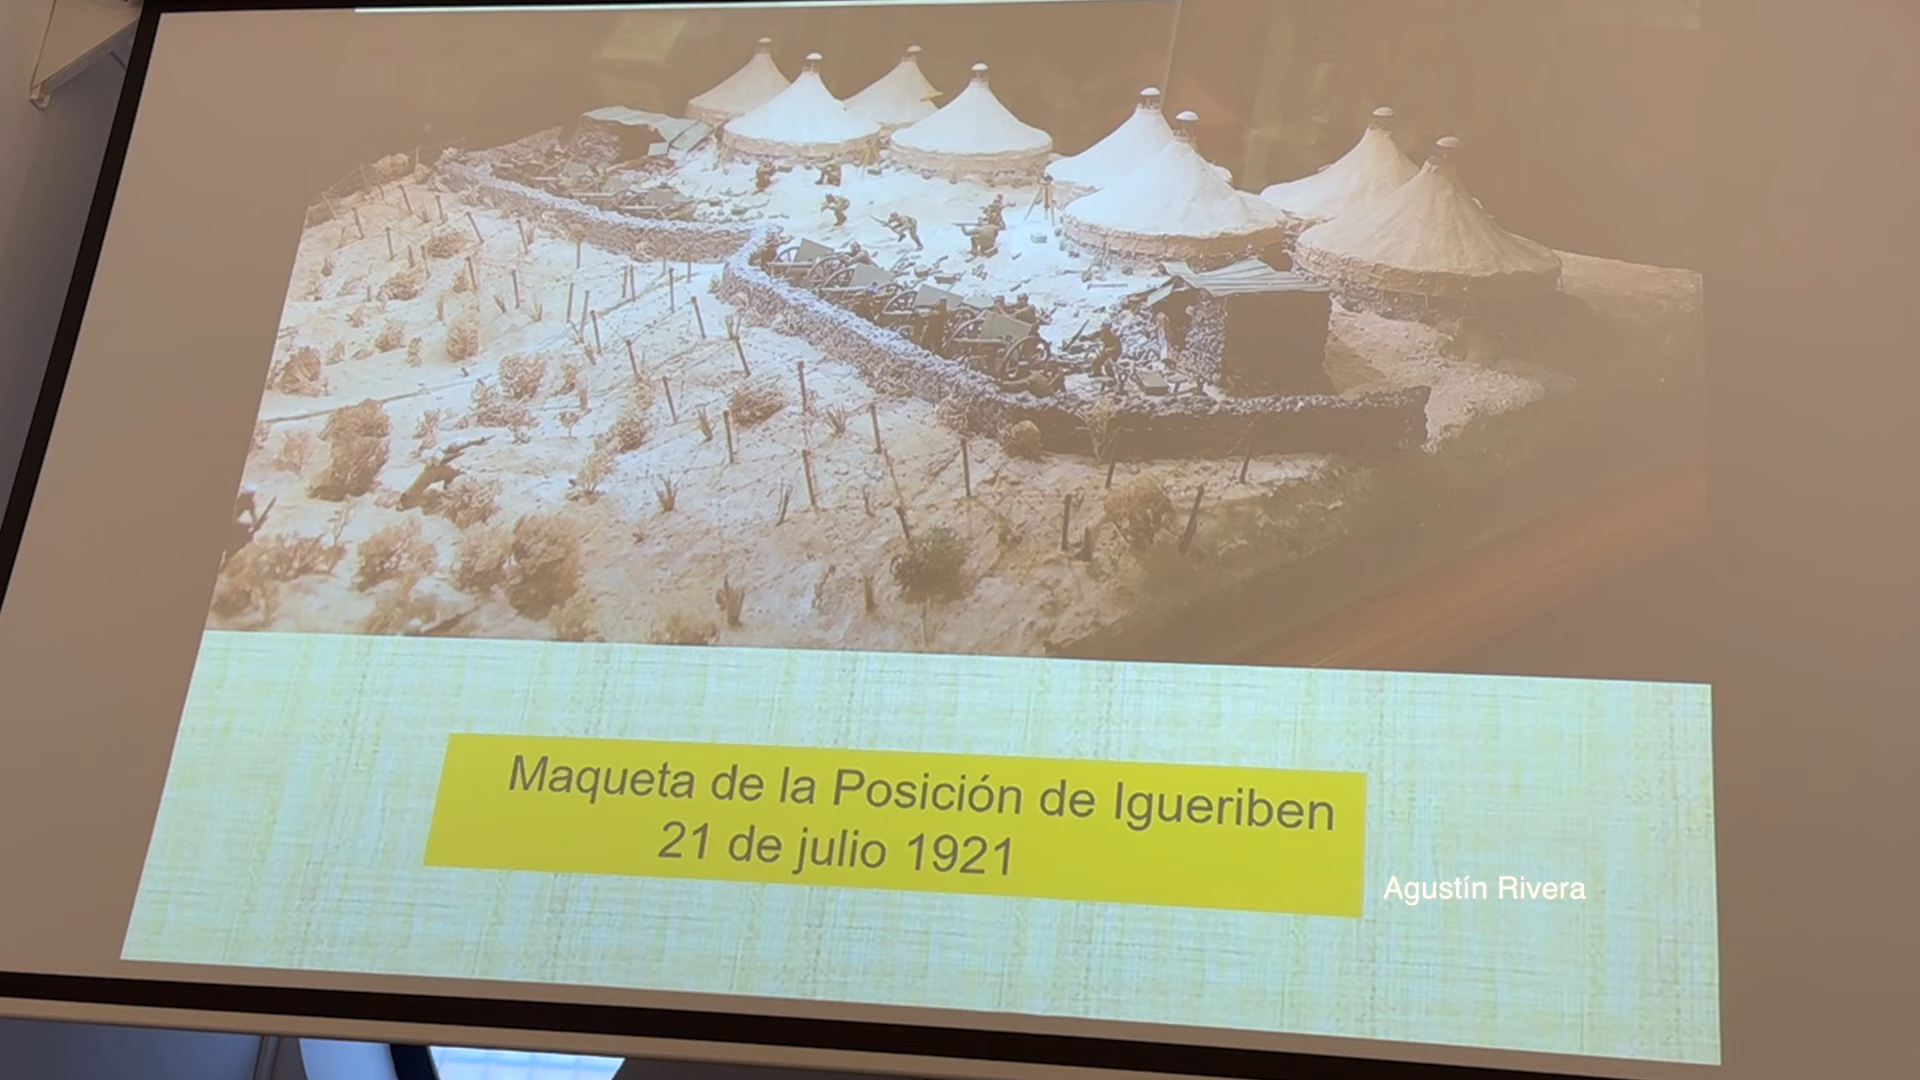 Maqueta de la Posición de Igueriben
21 de julio 1921
Agustín Rivera